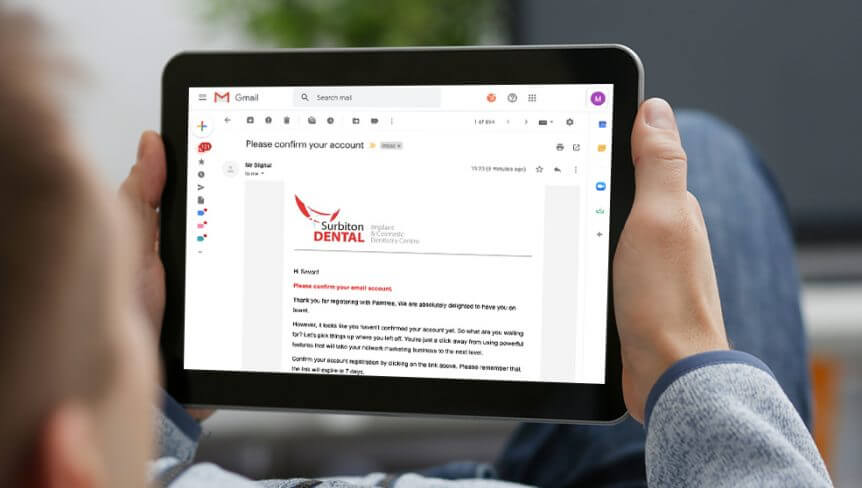 Gmail
Search mail
M
1 of 894
Please confirm your account
Inbox x
Mr Digital
to me
15:23 (6 minutes ago)
Surbiton
DENTAL
Implant
& Cosmetic
Dentistry Centre
Hi Bevan!
Please confirm your email account.
Thank you for registering with Palmtree. We are absolutely delighted to have you on
board.
However, it looks like you haven't confirmed your account yet. So what are you waiting
for? Let's pick things up where you left off. You're just a click away from using powerful
features that will take your network marketing business to the next level.
Confirm your account registration by clicking on the link above. Please remember that
the link will expire in 7 days.